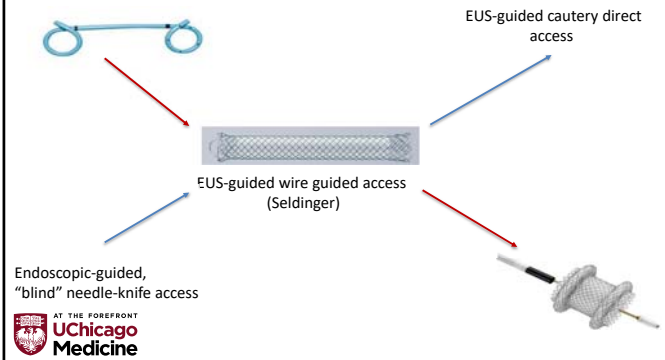 EUS-guided cautery direct
access
EUS-guided wire guided access
(Seldinger)
Endoscopic-guided,
“blind” needle-knife access
AT THE FOREFRONT
UChicago
Medicine